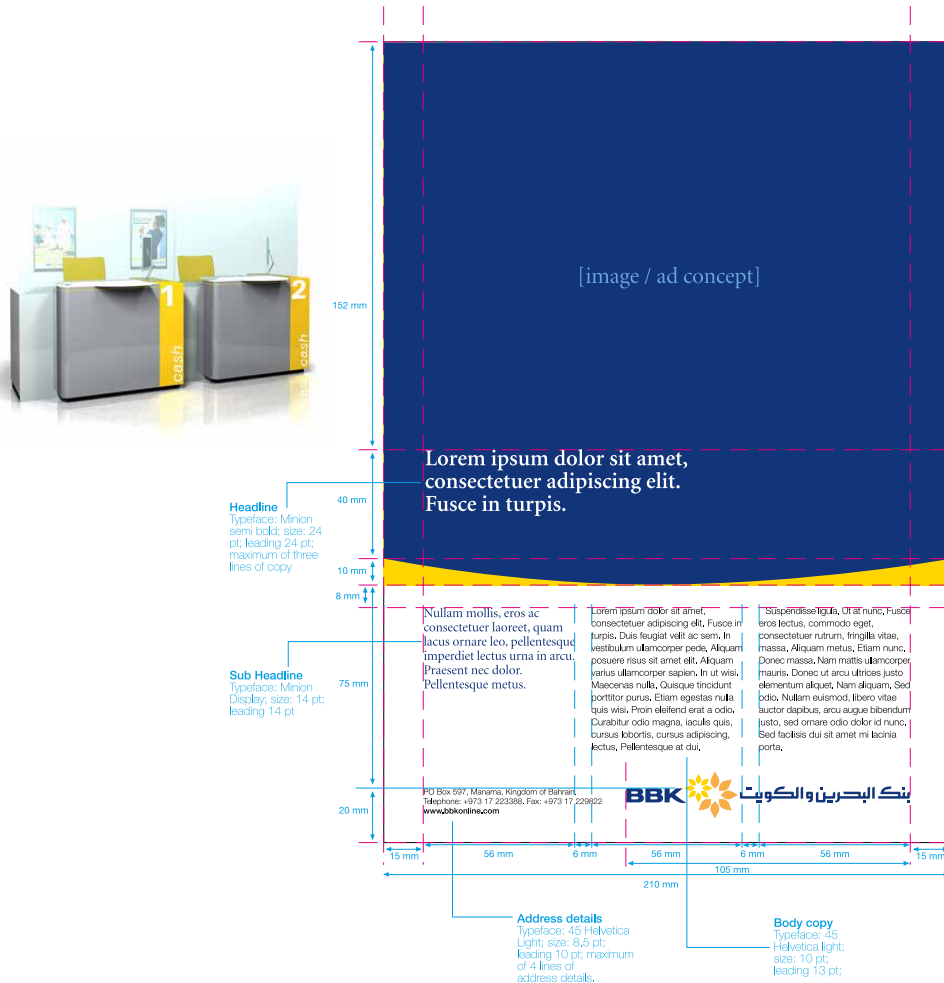 1
cash
2
cash
152 mm
[image / ad concept]
40 mm
Lorem ipsum dolor sit amet,
consectetuer adipiscing elit.
Fusce in turpis.
Headline
Typeface: Minion
semi bold; size: 24
pt; leading 24 pt;
maximum of three
lines of copy
10 mm
8 mm
75 mm
Nullam mollis, eros ac
consectetuer laoreet, quam
lacus ornare leo, pellentesque
imperdiet lectus urna in arcu.
Praesent nec dolor.
Pellentesque metus.
Sub Headline
Typeface: Minion
Display; size: 14 pt;
leading 14 pt
Lorem ipsum dolor sit amet,
consectetuer adipiscing elit. Fusce in
turpis. Duis feugiat velit ac sem. In
vestibulum ulamcorper pede. Aliquam
posuere risus sit amet elit. Aliquam
varius ullamcorper sapien. In ut wisi.
Maecenas nulla. Quisque tincidunt
porttitor purus. Etiam egestas nulla
quis wisi. Proin eleifend erat a odio.
Curabitur odio magna, iaculis quis,
cursus lobortis, cursus adipiscing,
lectus. Pellentesque at dui.
Suspendisse ligula. Ut at nunc. Fusce
eros lectus, commodo eget,
consectetuer rutrum, fringilla vitae,
massa. Aliquam metus. Etiam nunc.
Donec massa. Nam mattis ulamcorper
mauris. Donec ut arcu ultrices justo
elementum aliquet. Nam aliquam. Sed
odio. Nullam euismod, libero vitae
auctor dapibus, arcu augue bibendum
justo, sed ornare odio dolor id nunc.
Sed facilisis dui sit amet mi lacinia
porta.
20 mm
PO Box 597, Manama, Kingdom of Bahrain.
Telephone: +973 17 223388. Fax: +973 17 229822
www.bbkonline.com
BBK
بنك البحرين والكويت
15 mm
56 mm
6 mm
56 mm
6 mm
56 mm
15 mm
105 mm
210 mm
Address details
Typeface: 45 Helvetica
Light; size: 8.5 pt;
leading 10 pt; maximum
of 4 lines of
address details.
Body copy
Typeface: 45
Helvetica light;
size: 10 pt;
leading 13 pt;